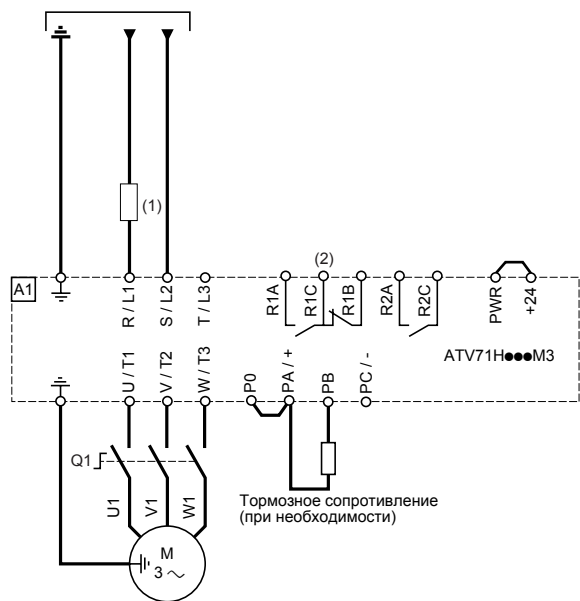 (1)
(2)
A1
R / L1
S / L2
T / L3
R1A
R1C
R1B
R2A
R2C
PWR
+24
ATV71H●●●M3
U / T1
V / T2
W / T3
P0
PA / +
PB
PC / -
Q1
U1
V1
W1
Тормозное сопротивление
(при необходимости)
M
3 ~